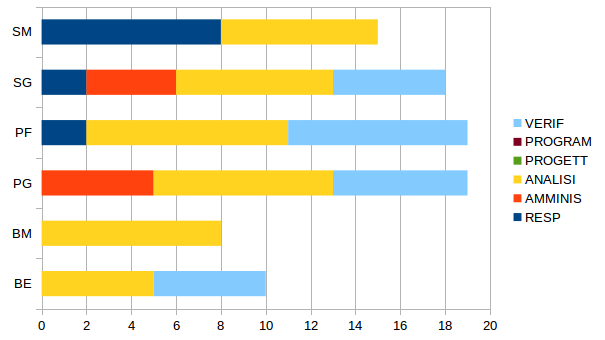 SM
SG
PF
PG
BM
BE
0 2 4 6 8 10 12 14 16 18 20
VERIF
PROGRAM
PROGETT
ANALISI
AMMINIS
RESP